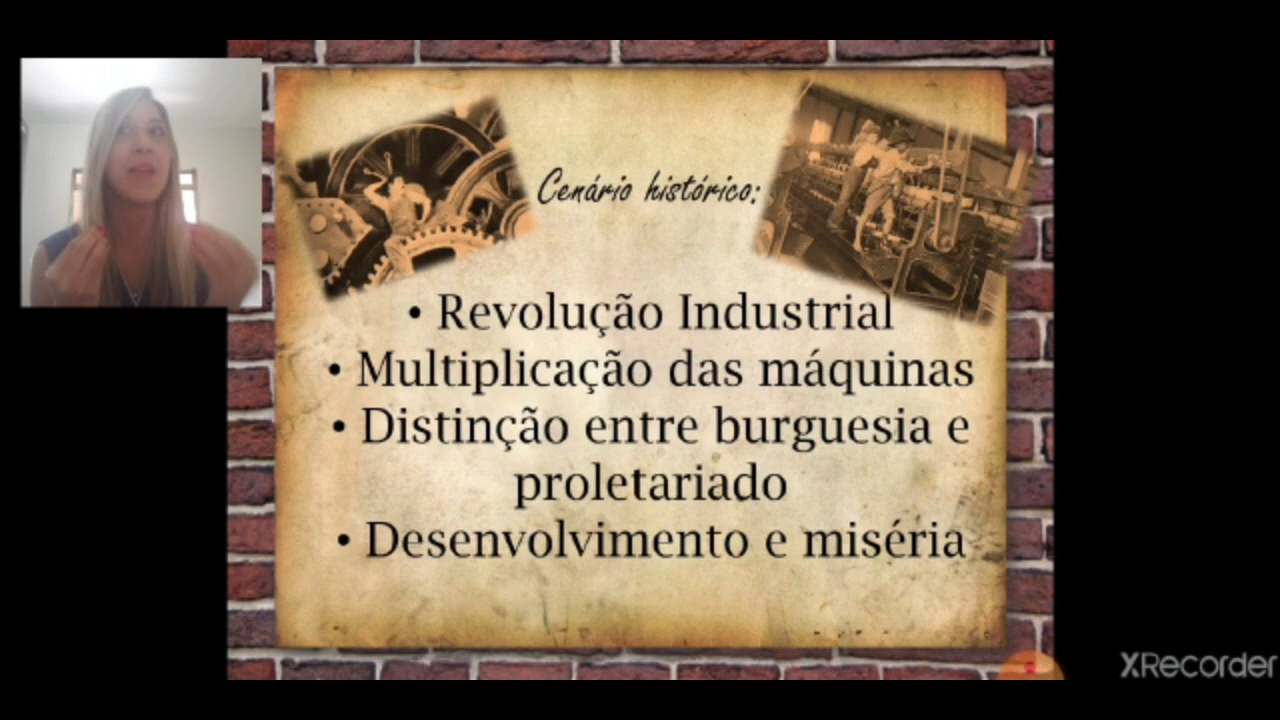 Cenário histórico:
• Revolução Industrial
• Multiplicação das máquinas
• Distinção entre burguesia e
proletariado
• Desenvolvimento e miséria
XRecorder